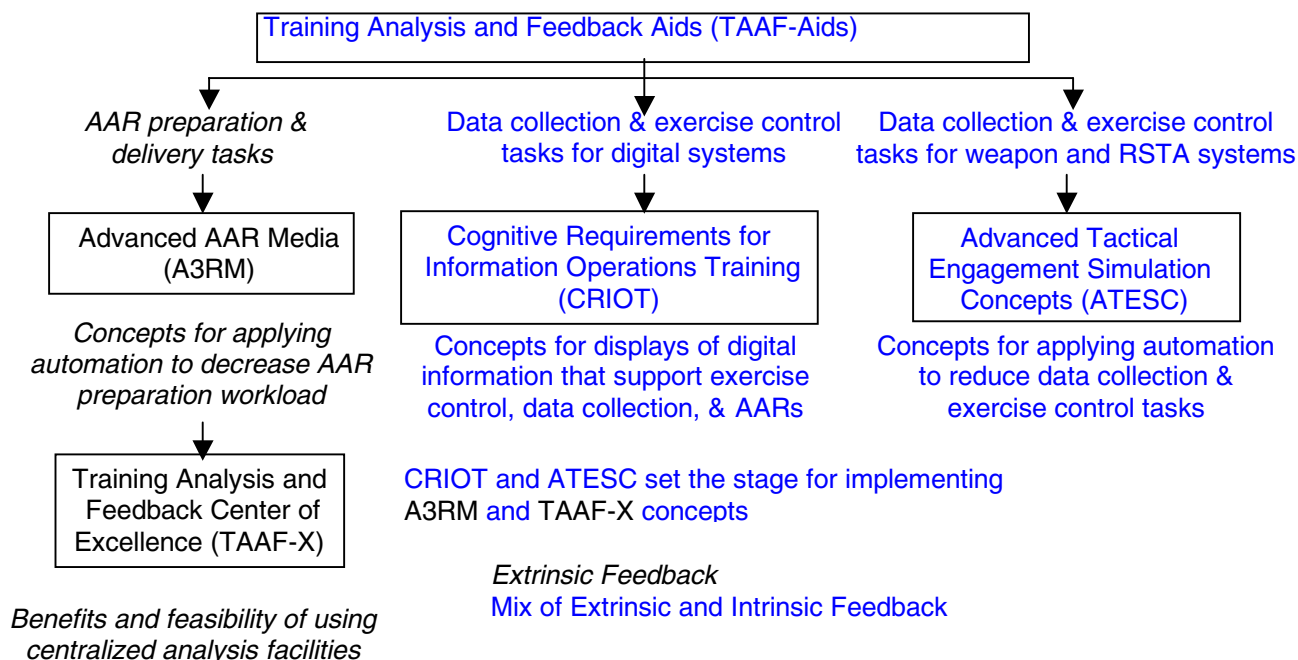 Training Analysis and Feedback Aids (TAAF-Aids)
AAR preparation &
delivery tasks
Data collection & exercise control
tasks for digital systems
Data collection & exercise control
tasks for weapon and RSTA systems
Advanced AAR Media
(A3RM)
Cognitive Requirements for
Information Operations Training
(CRIOT)
Advanced Tactical
Engagement Simulation
Concepts (ATESC)
Concepts for applying
automation to decrease AAR
preparation workload
Concepts for displays of digital
information that support exercise
control, data collection, & AARs
Concepts for applying automation
to reduce data collection &
exercise control tasks
Training Analysis and
Feedback Center of
Excellence (TAAF-X)
CRIOT and ATESC set the stage for implementing
A3RM and TAAF-X concepts
Extrinsic Feedback
Mix of Extrinsic and Intrinsic Feedback
Benefits and feasibility of using
centralized analysis facilities